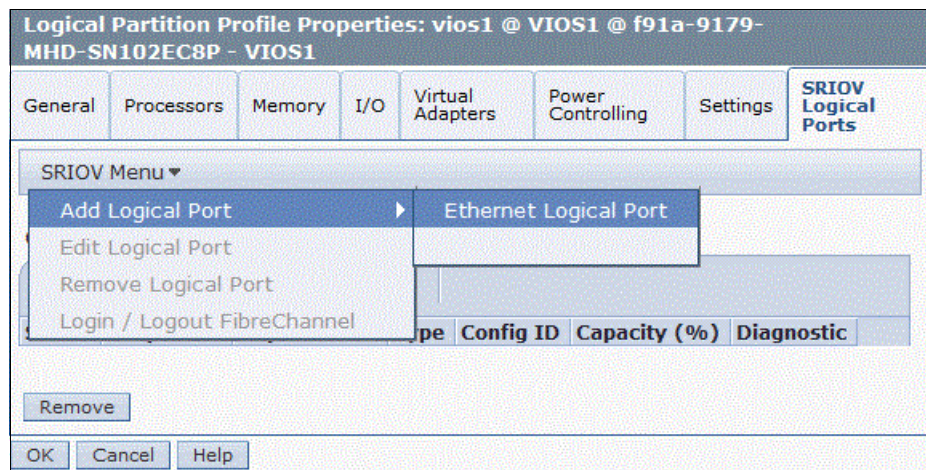 Logical Partition Profile Properties: vios1 @ VIOS1 @ f91a-9179-
MHD-SN102EC8P - VIOS1
General Processors Memory I/O Virtual Adapters Power Controlling Settings SRIOV Logical Ports
SRIOV Menu
Add Logical Port Ethernet Logical Port
Edit Logical Port
Remove Logical Port
Login / Logout FibreChannel
Config ID Capacity (%) Diagnostic
Remove
OK Cancel Help